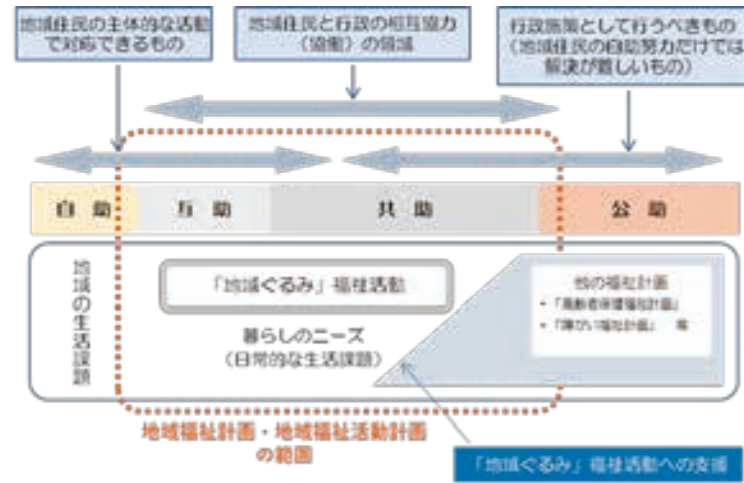 地域住民の主体的な活動
で対応できるもの
地域住民と行政の相互協力
（協働）の領域
行政施策として行うべきもの
（地域住民の自助努力だけでは
解決が難しいもの）
自 助
互 助
共 助
公 助
地域の生活課題
「地域ぐるみ」福祉活動
暮らしのニーズ
（日常的な生活課題）
他の福祉計画
・「高齢者保健福祉計画」
・「障がい福祉計画」 等
地域福祉計画・地域福祉活動計画
の範囲
「地域ぐるみ」福祉活動への支援